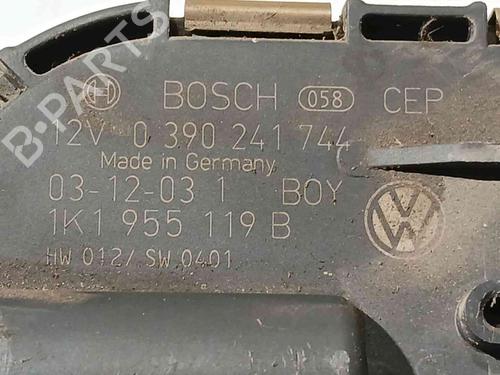 BOSCH 058 CEP
12V 0 390 241 744
Made in Germany
03-12-03 1 BOY
1K1 955 119 B
HW 012/ SW 0401
B-PARTS